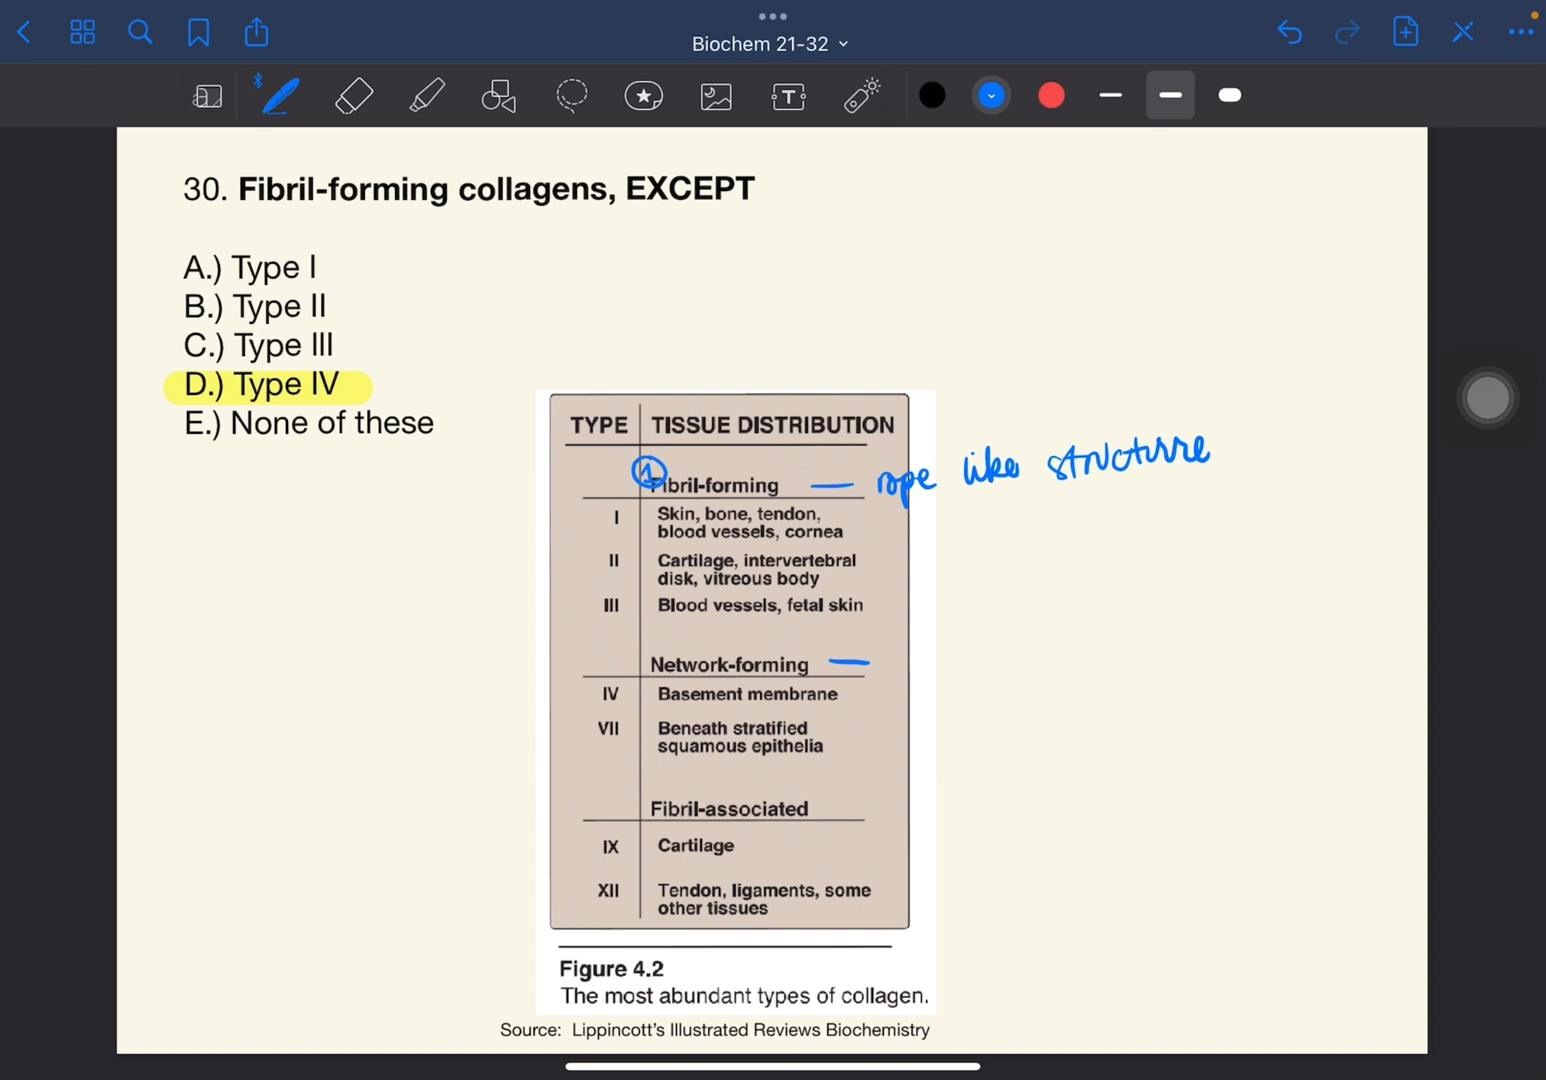 Biochem 21-32
30. Fibril-forming collagens, EXCEPT
A.) Type I
B.) Type II
C.) Type III
D.) Type IV
E.) None of these
TYPE TISSUE DISTRIBUTION
1
Fibril-forming — rope like structure
I Skin, bone, tendon,
blood vessels, cornea
II Cartilage, intervertebral
disk, vitreous body
III Blood vessels, fetal skin
Network-forming —
IV Basement membrane
VII Beneath stratified
squamous epithelia
Fibril-associated
IX Cartilage
XII Tendon, ligaments, some
other tissues
Figure 4.2
The most abundant types of collagen.
Source: Lippincott's Illustrated Reviews Biochemistry